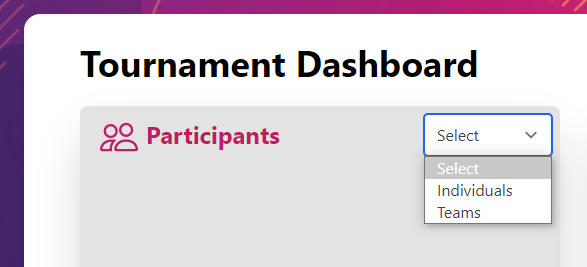 Tournament Dashboard
Participants
Select
Select
Individuals
Teams